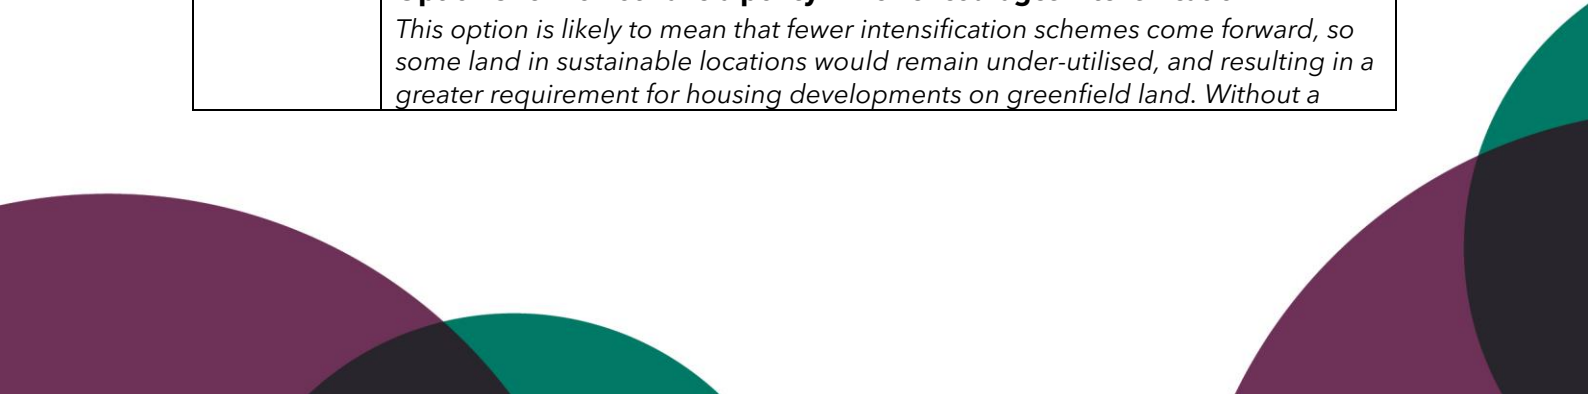 This option is likely to mean that fewer intensification schemes come forward, so
some land in sustainable locations would remain under-utilised, and resulting in a
greater requirement for housing developments on greenfield land. Without a